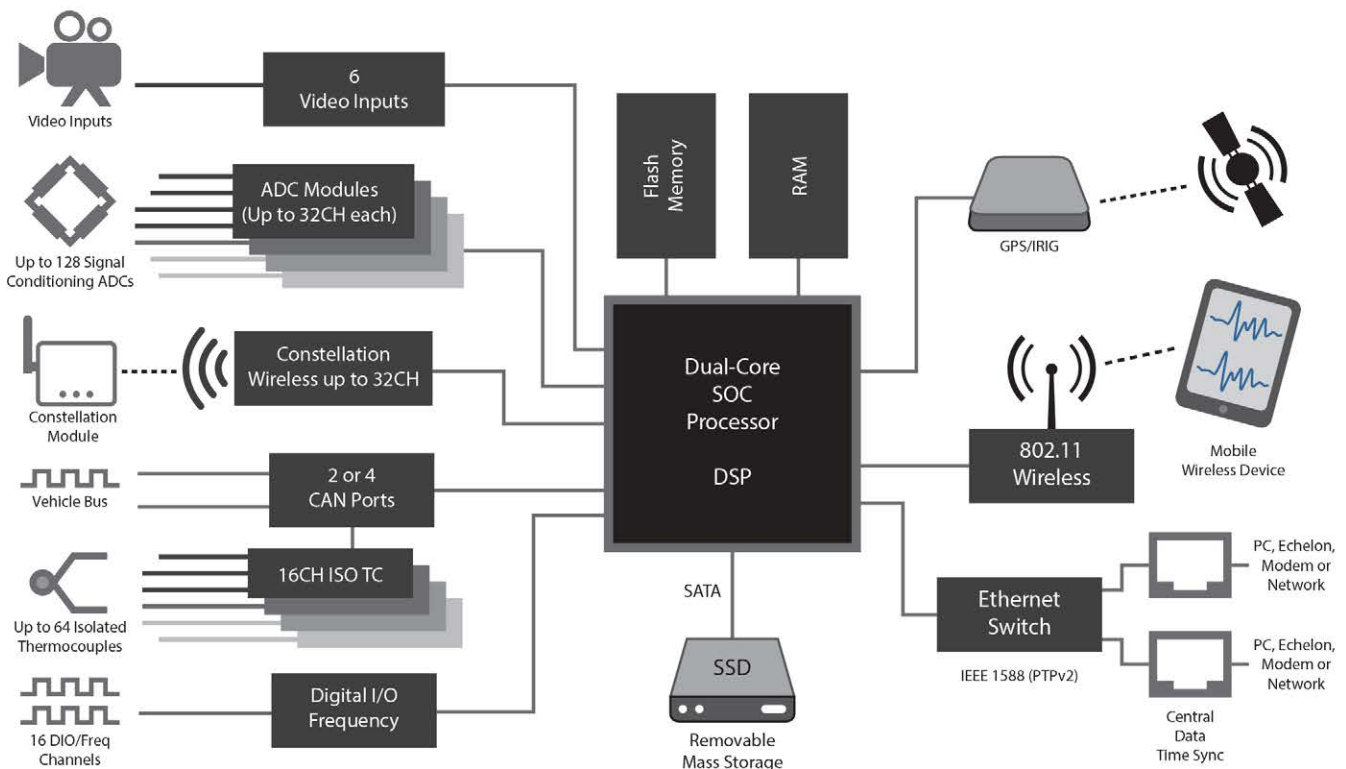 Video Inputs
6
Video Inputs
Up to 128 Signal
Conditioning ADCs
ADC Modules
(Up to 32CH each)
Constellation
Module
Constellation
Wireless up to 32CH
Vehicle Bus
2 or 4
CAN Ports
Up to 64 Isolated
Thermocouples
16CH ISO TC
16 DIO/Freq
Channels
Digital I/O
Frequency
Flash
Memory
RAM
Dual-Core
SOC
Processor
DSP
SATA
SSD
Removable
Mass Storage
GPS/IRIG
802.11
Wireless
Mobile
Wireless Device
Ethernet
Switch
IEEE 1588 (PTPv2)
PC, Echelon,
Modem or
Network
PC, Echelon,
Modem or
Network
Central
Data
Time Sync